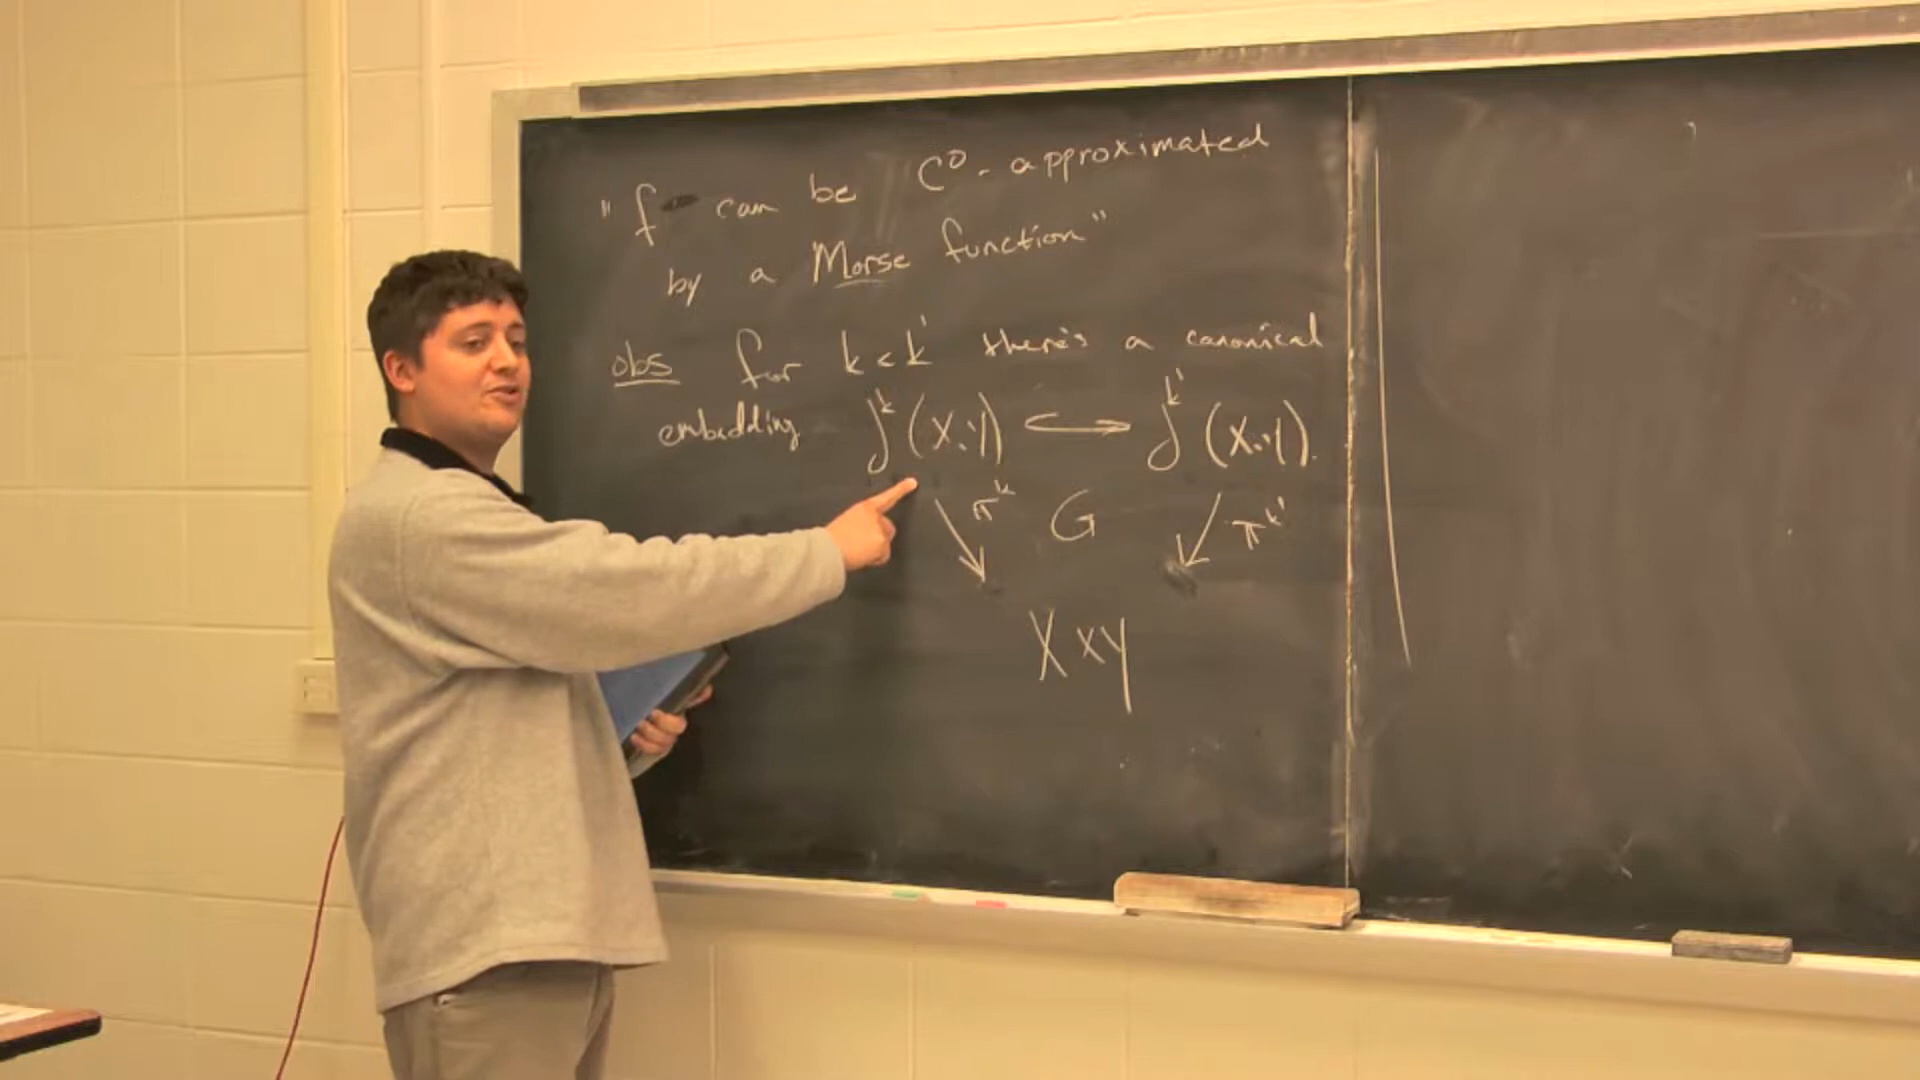 "f can be C⁰-approximated
by a Morse function"
obs for k < k' there's a canonical
embedding J^k (X,Y) ↪ J^k' (X,Y).
π^k G π^k'
X x Y